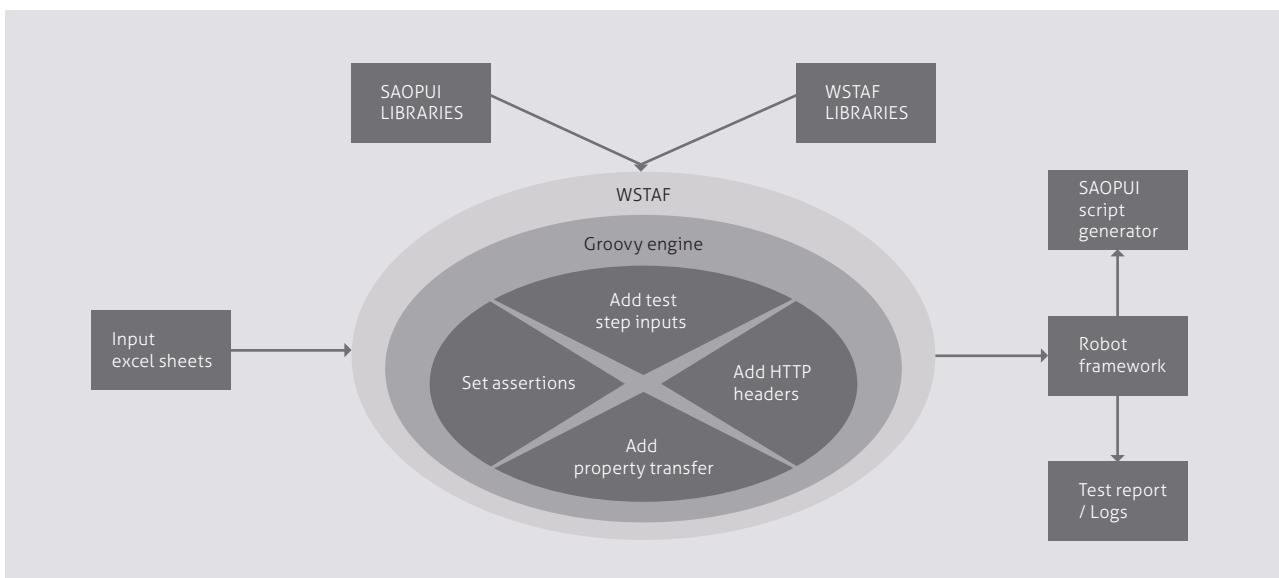 SAOPUI
LIBRARIES
WSTAF
LIBRARIES
WSTAF
Groovy engine
Add test
step inputs
Set assertions
Add HTTP
headers
Add
property transfer
Input
excel sheets
SAOPUI
script
generator
Robot
framework
Test report
/ Logs